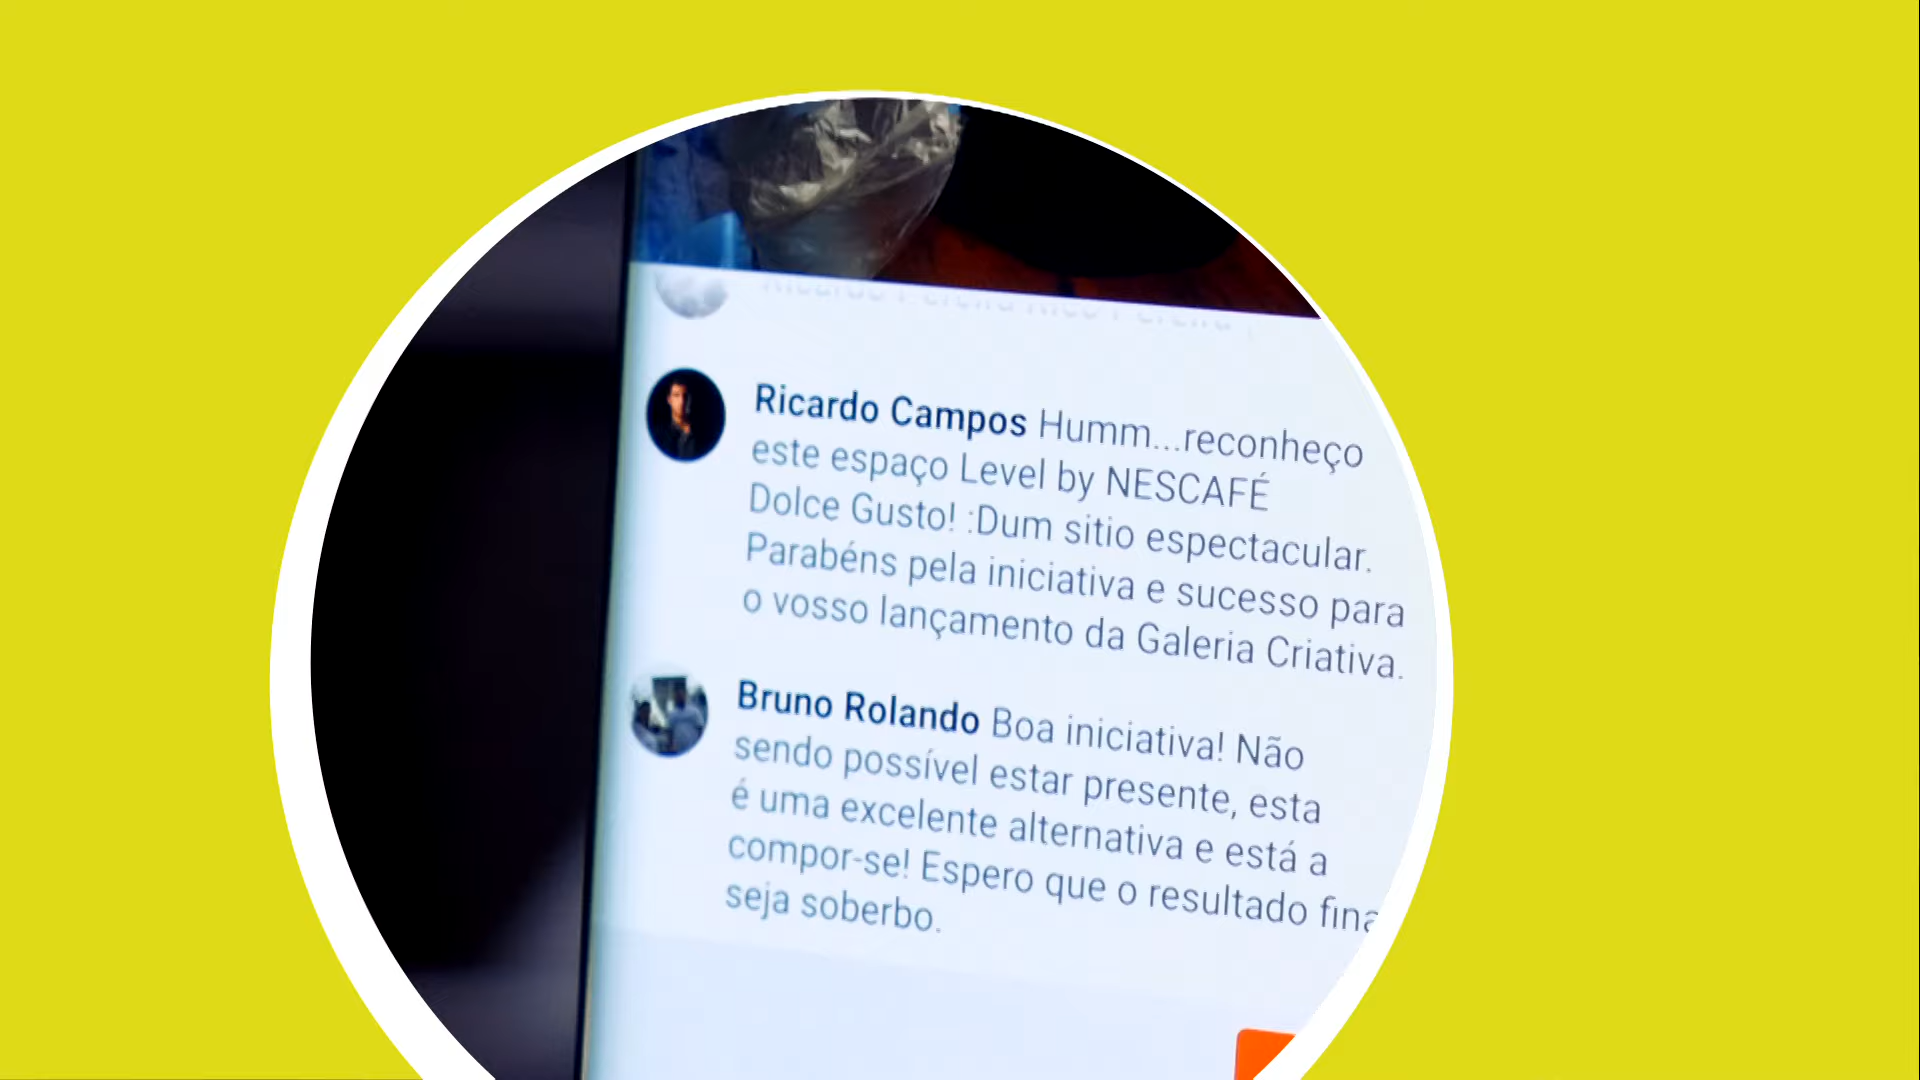 Ricardo Campos Humm...reconheço
este espaço Level by NESCAFÉ
Dolce Gusto! :Dum sitio espectacular.
Parabéns pela iniciativa e sucesso para
o vosso lançamento da Galeria Criativa.
Bruno Rolando Boa iniciativa! Não
sendo possível estar presente, esta
é uma excelente alternativa e está a
compor-se! Espero que o resultado fina
seja soberbo.